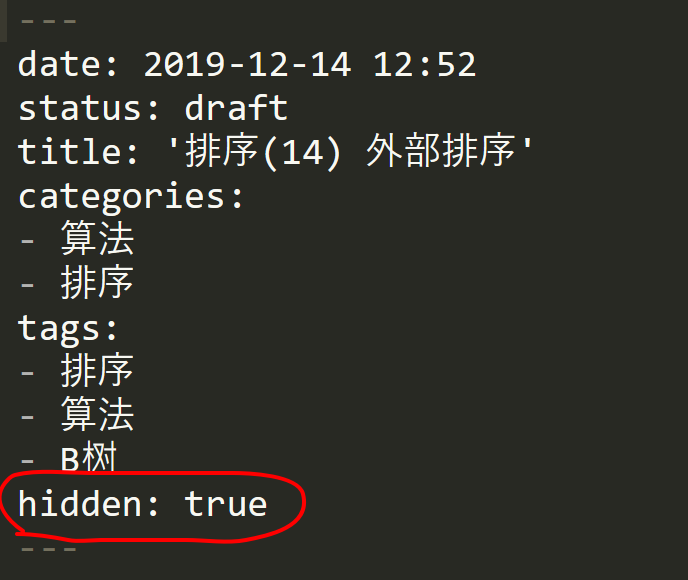 ---
date: 2019-12-14 12:52
status: draft
title: '排序(14) 外部排序'
categories:
- 算法
- 排序
tags:
- 排序
- 算法
- B树
hidden: true
---